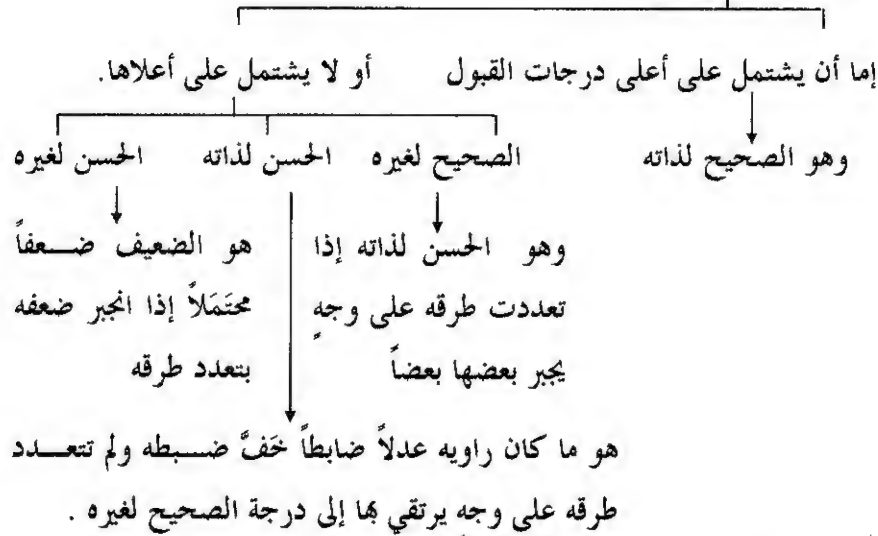 إما أن يشتمل على أعلى درجات القبول أو لا يشتمل على أعلاها.
وهو الصحيح لذاته الصحيح لغيره الحسن لذاته الحسن لغيره
وهو الحسن لذاته إذا هو الضعيف ضعفاً
تعددت طرقه على وجهٍ محتَمَلاً إذا انجبر ضعفه
يجبر بعضها بعضاً بتعدد طرقه
هو ما كان راويه عدلاً ضابطاً خَفَّ ضبطه ولم تتعدد
طرقه على وجه يرتقي بها إلى درجة الصحيح لغيره .